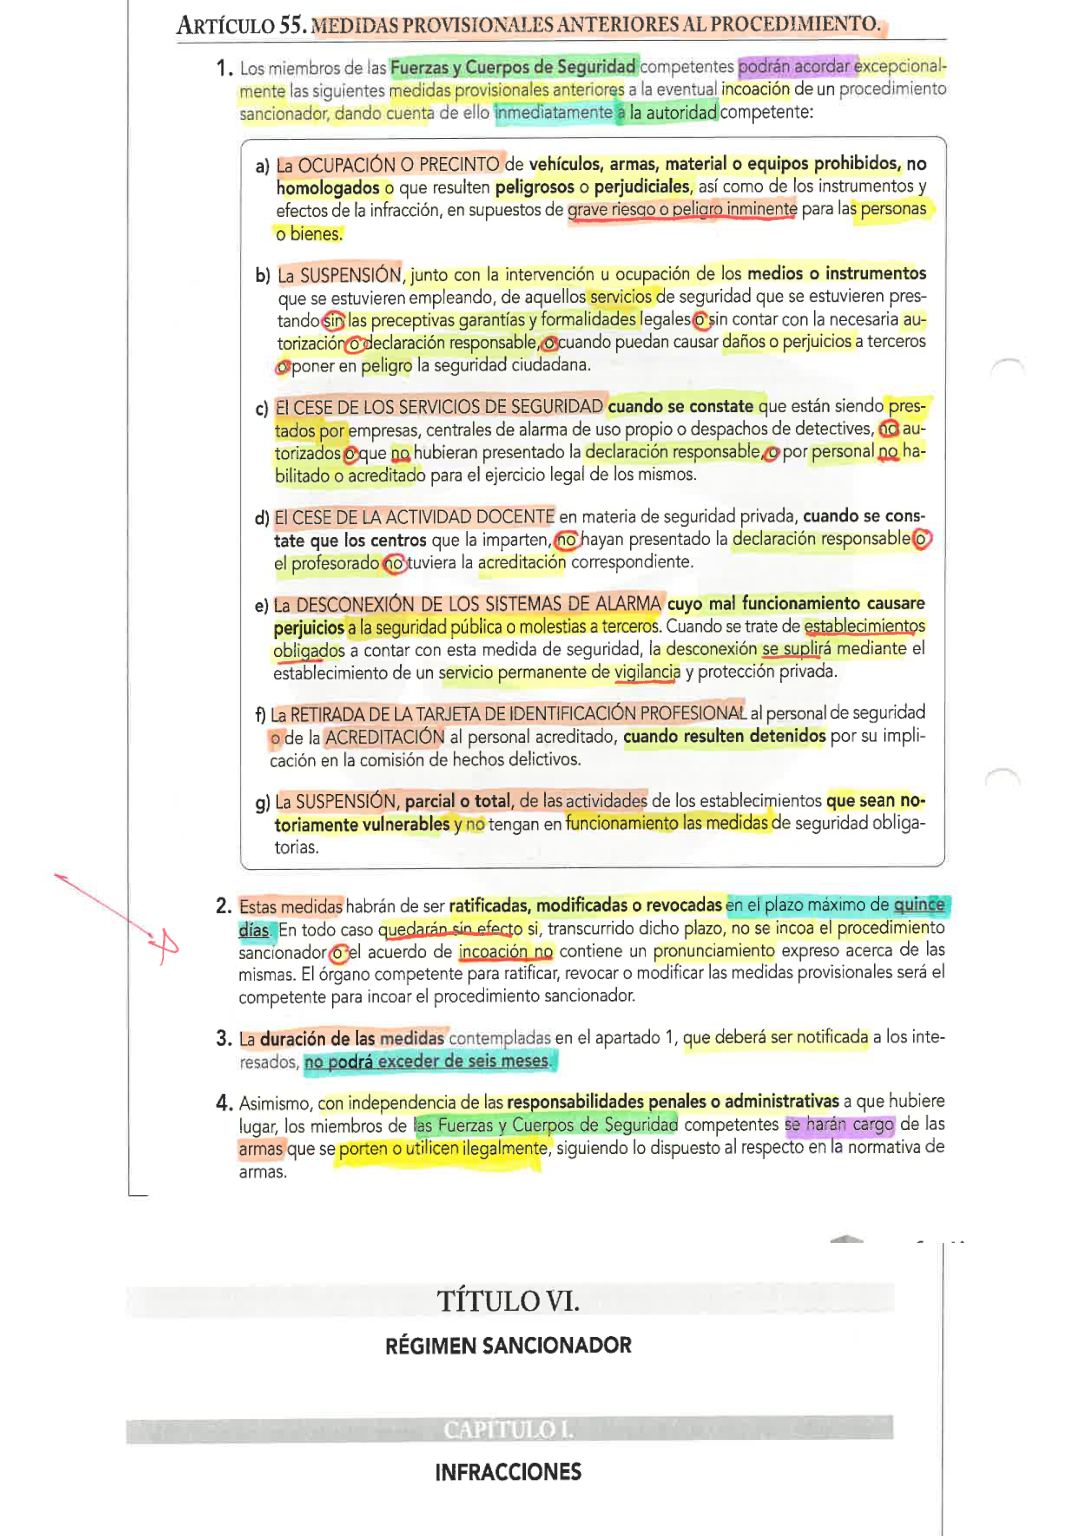 ARTÍCULO 55. MEDIDAS PROVISIONALES ANTERIORES AL PROCEDIMIENTO.
1. Los miembros de las Fuerzas y Cuerpos de Seguridad competentes podrán acordar excepcional-
mente las siguientes medidas provisionales anteriores a la eventual incoación de un procedimiento
sancionador, dando cuenta de ello inmediatamente a la autoridad competente:
a) La OCUPACIÓN O PRECINTO de vehículos, armas, material o equipos prohibidos, no
homologados o que resulten peligrosos o perjudiciales, así como de los instrumentos y
efectos de la infracción, en supuestos de grave riesgo o peligro inminente para las personas
o bienes.
b) La SUSPENSIÓN, junto con la intervención u ocupación de los medios o instrumentos
que se estuvieren empleando, de aquellos servicios de seguridad que se estuvieren pres-
tando sin las preceptivas garantías y formalidades legales o sin contar con la necesaria au-
torización o declaración responsable, o cuando puedan causar daños o perjuicios a terceros
o poner en peligro la seguridad ciudadana.
c) El CESE DE LOS SERVICIOS DE SEGURIDAD cuando se constate que están siendo pres-
tados por empresas, centrales de alarma de uso propio o despachos de detectives, no au-
torizados o que no hubieran presentado la declaración responsable, o por personal no ha-
bilitado o acreditado para el ejercicio legal de los mismos.
d) El CESE DE LA ACTIVIDAD DOCENTE en materia de seguridad privada, cuando se cons-
tate que los centros que la imparten, no hayan presentado la declaración responsable o
el profesorado no tuviera la acreditación correspondiente.
e) La DESCONEXIÓN DE LOS SISTEMAS DE ALARMA cuyo mal funcionamiento causare
perjuicios a la seguridad pública o molestias a terceros. Cuando se trate de establecimientos
obligados a contar con esta medida de seguridad, la desconexión se suplirá mediante el
establecimiento de un servicio permanente de vigilancia y protección privada.
f) La RETIRADA DE LA TARJETA DE IDENTIFICACIÓN PROFESIONAL al personal de seguridad
o de la ACREDITACIÓN al personal acreditado, cuando resulten detenidos por su impli-
cación en la comisión de hechos delictivos.
g) La SUSPENSIÓN, parcial o total, de las actividades de los establecimientos que sean no-
toriamente vulnerables y no tengan en funcionamiento las medidas de seguridad obliga-
torias.
2. Estas medidas habrán de ser ratificadas, modificadas o revocadas en el plazo máximo de quince
días. En todo caso quedarán sin efecto si, transcurrido dicho plazo, no se incoa el procedimiento
sancionador o el acuerdo de incoación no contiene un pronunciamiento expreso acerca de las
mismas. El órgano competente para ratificar, revocar o modificar las medidas provisionales será el
competente para incoar el procedimiento sancionador.
3. La duración de las medidas contempladas en el apartado 1, que deberá ser notificada a los inte-
resados, no podrá exceder de seis meses.
4. Asimismo, con independencia de las responsabilidades penales o administrativas a que hubiere
lugar, los miembros de las Fuerzas y Cuerpos de Seguridad competentes se harán cargo de las
armas que se porten o utilicen ilegalmente, siguiendo lo dispuesto al respecto en la normativa de
armas.
TÍTULO VI.
RÉGIMEN SANCIONADOR
CAPÍTULO I.
INFRACCIONES